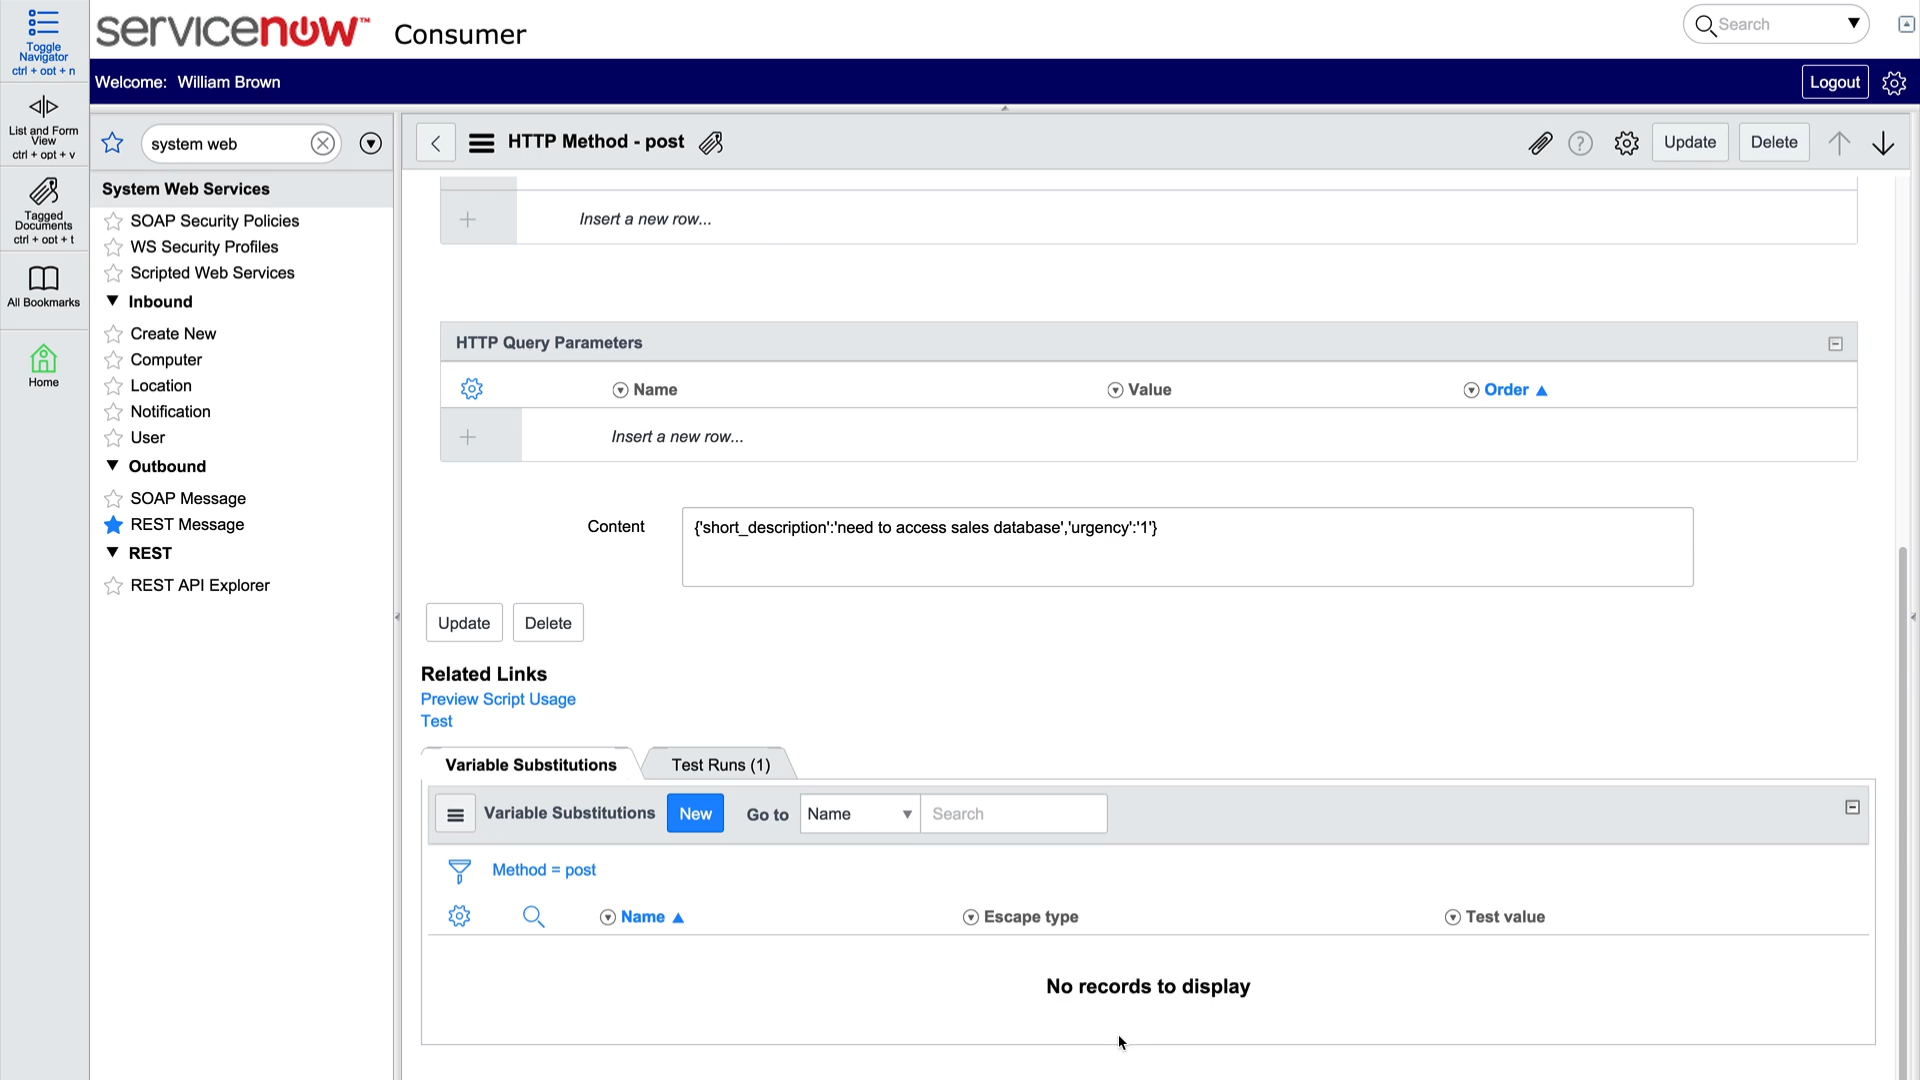 servicenow™ Consumer
Search
Welcome: William Brown
Logout
Toggle
Navigator
ctrl + opt + n
List and Form
View
ctrl + opt + v
Tagged
Documents
ctrl + opt + t
All Bookmarks
Home
system web
System Web Services
SOAP Security Policies
WS Security Profiles
Scripted Web Services
Inbound
Create New
Computer
Location
Notification
User
Outbound
SOAP Message
REST Message
REST
REST API Explorer
HTTP Method - post
Update
Delete
Insert a new row...
HTTP Query Parameters
Name
Value
Order
Insert a new row...
Content
{'short_description':'need to access sales database','urgency':'1'}
Update
Delete
Related Links
Preview Script Usage
Test
Variable Substitutions
Test Runs (1)
Variable Substitutions
New
Go to
Name
Search
Method = post
Name
Escape type
Test value
No records to display